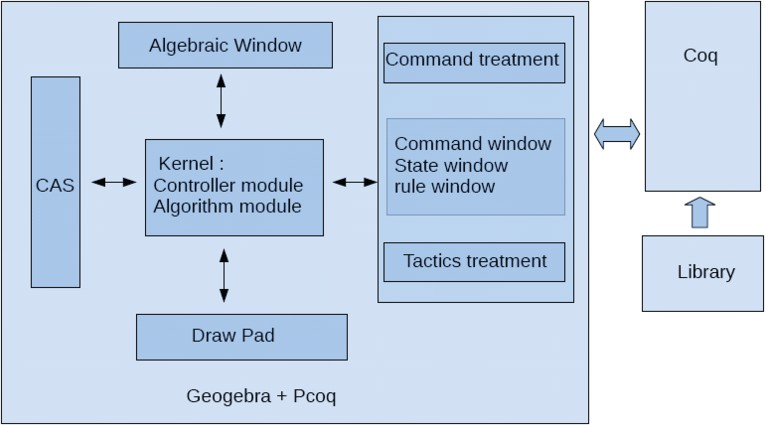 Algebraic Window
Command treatment
Coq
CAS
Kernel :
Controller module
Algorithm module
Command window
State window
rule window
Tactics treatment
Library
Draw Pad
Geogebra + Pcoq